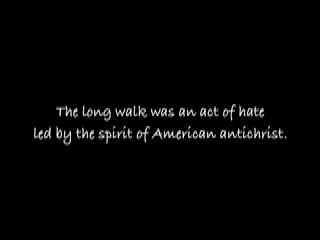 The long walk was an act of hate
led by the spirit of American antichrist.